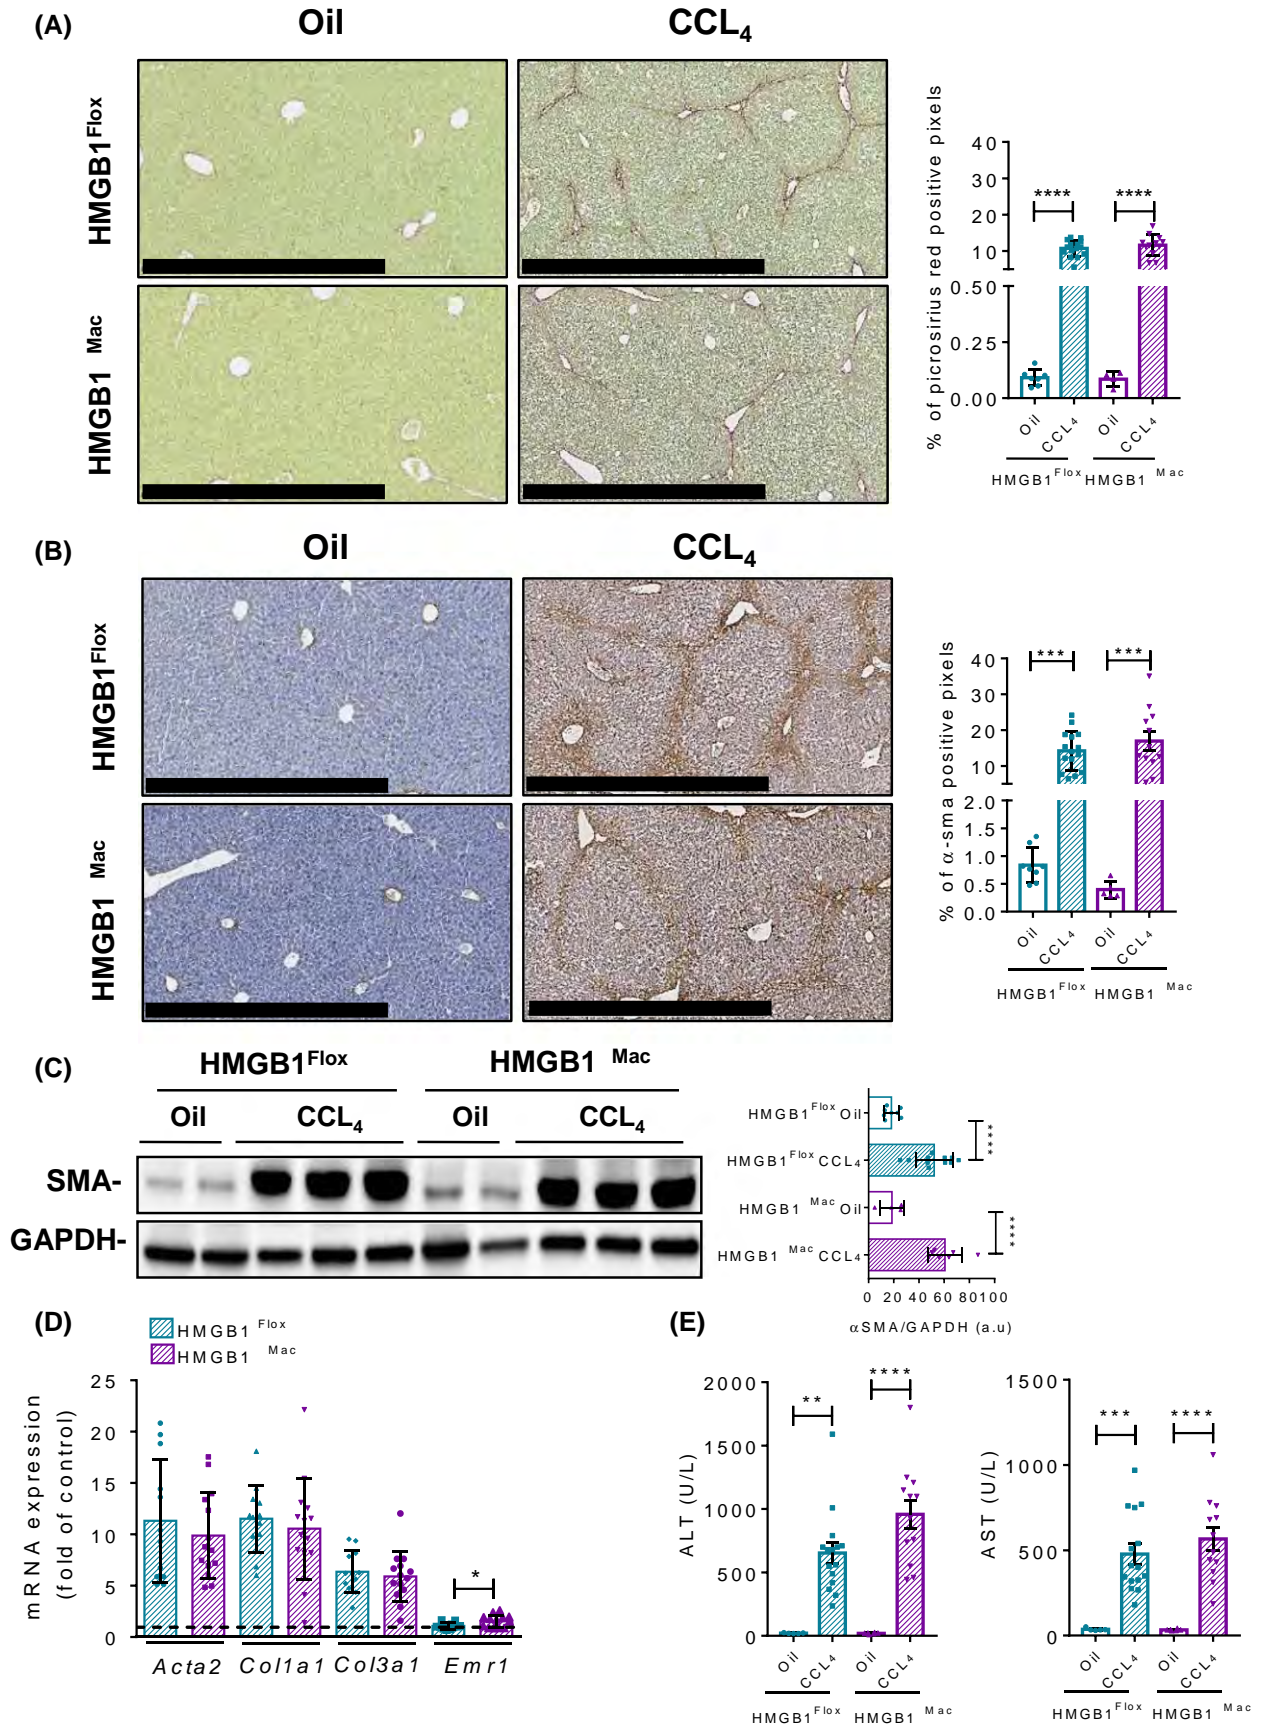 (A)
Oil
CCL4
HMGB1Flox
HMGB1 Mac
% of picrosirius red positive pixels
40
30
20
10
0.50
0.25
0.00
****
****
Oil
CCL4
Oil
CCL4
HMGB1Flox HMGB1 Mac
(B)
Oil
CCL4
HMGB1Flox
HMGB1 Mac
% of α-sma positive pixels
40
30
20
10
2.0
1.5
1.0
0.5
0.0
***
***
Oil
CCL4
Oil
CCL4
HMGB1Flox HMGB1 Mac
(C)
HMGB1Flox
HMGB1 Mac
Oil
CCL4
Oil
CCL4
SMA-
GAPDH-
HMGB1Flox Oil
HMGB1Flox CCL4
HMGB1 Mac Oil
HMGB1 Mac CCL4
****
****
0 20 40 60 80 100
αSMA/GAPDH (a.u)
(D)
HMGB1 Flox
HMGB1 Mac
mRNA expression
(fold of control)
25
20
15
10
5
0
*
Acta2 Col1a1 Col3a1 Emr1
(E)
ALT (U/L)
2000
1500
1000
500
0
**
****
Oil
CCL4
Oil
CCL4
HMGB1Flox HMGB1 Mac
AST (U/L)
1500
1000
500
0
***
****
Oil
CCL4
Oil
CCL4
HMGB1Flox HMGB1 Mac